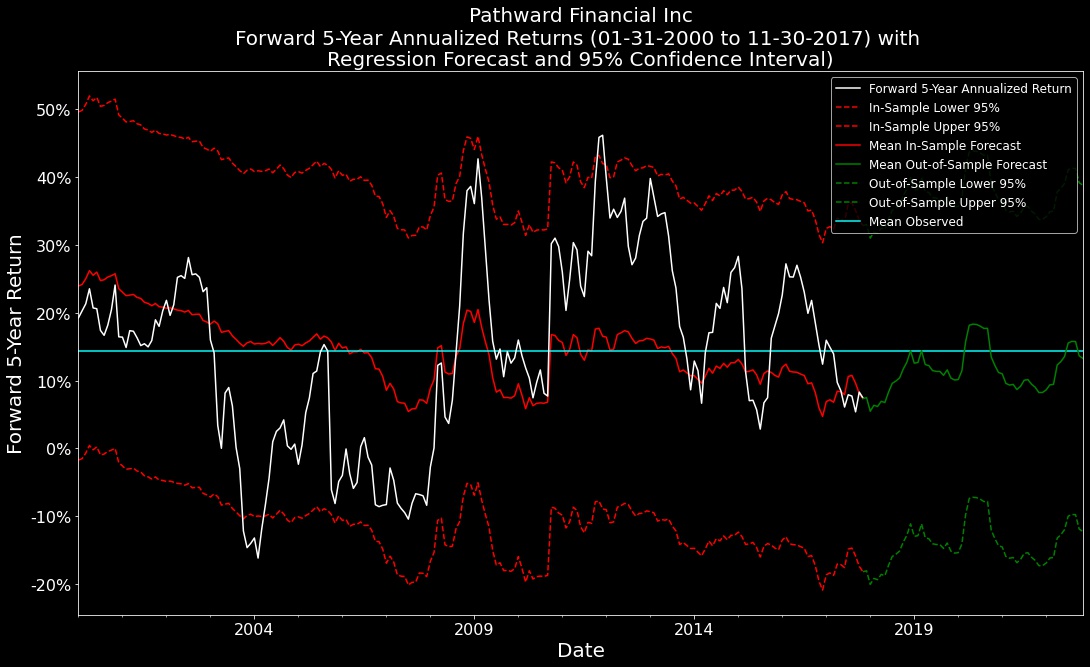 Pathward Financial Inc
Forward 5-Year Annualized Returns (01-31-2000 to 11-30-2017) with
Regression Forecast and 95% Confidence Interval)
Forward 5-Year Annualized Return
In-Sample Lower 95%
In-Sample Upper 95%
Mean In-Sample Forecast
Mean Out-of-Sample Forecast
Out-of-Sample Lower 95%
Out-of-Sample Upper 95%
Mean Observed
Forward 5-Year Return
50%
40%
30%
20%
10%
0%
-10%
-20%
2004
2009
2014
2019
Date